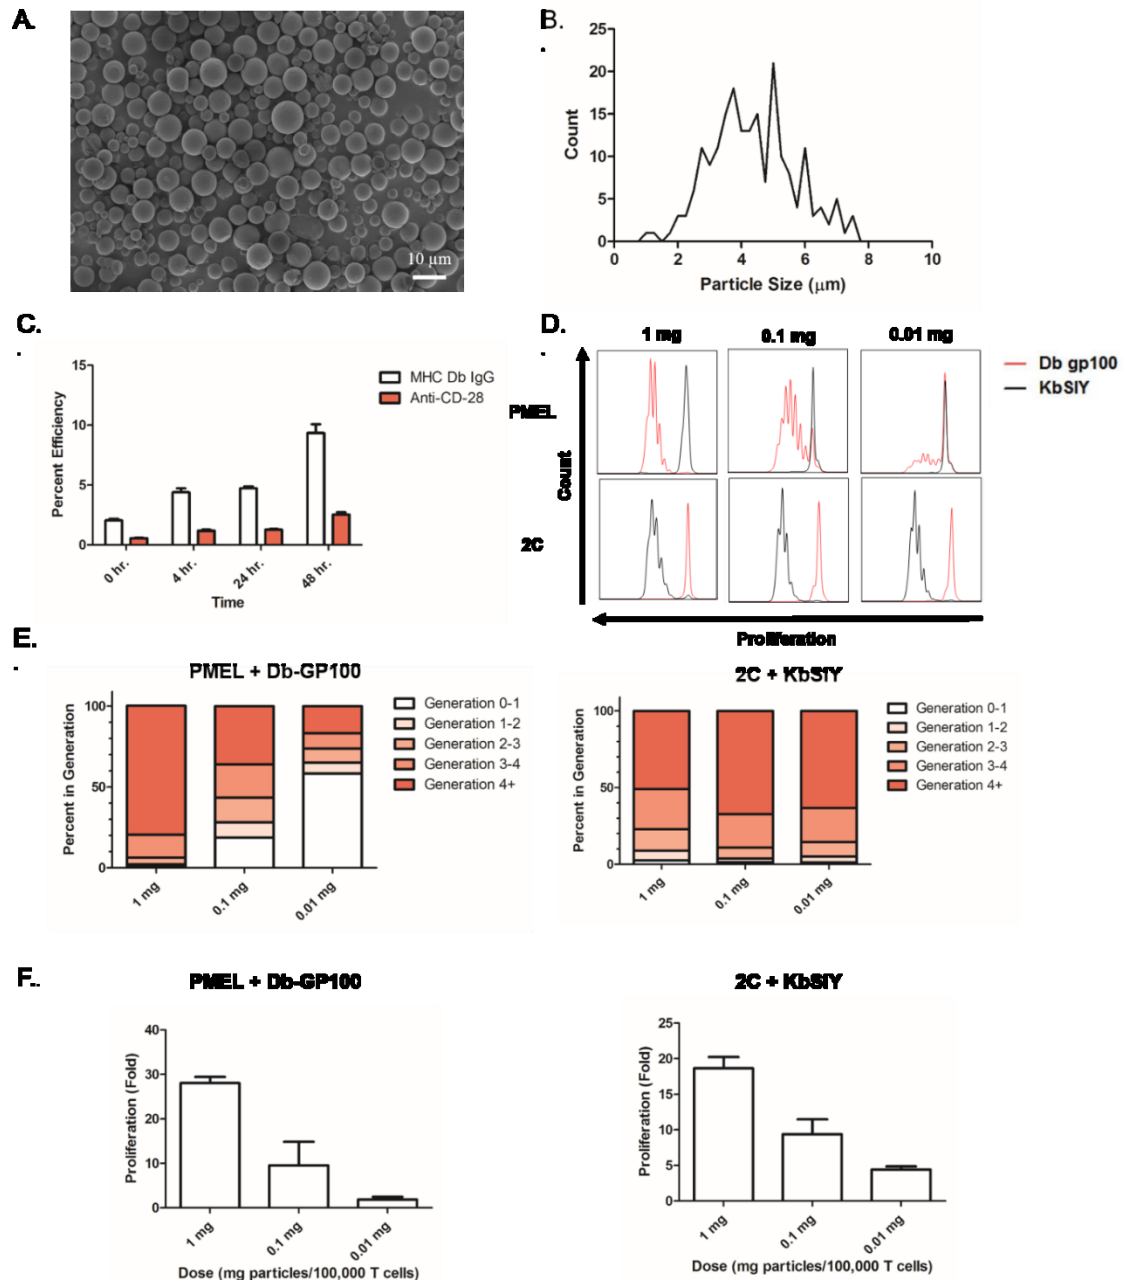 A.
10 µm
B.
.
25
20
15
10
5
0
Count
0 2 4 6 8 10
Particle Size (µm)
C.
.
15
10
5
0
Percent Efficiency
MHC Db IgG
Anti-CD-28
0 hr. 4 hr. 24 hr. 48 hr.
Time
D.
.
1 mg 0.1 mg 0.01 mg
Db gp100
KbSIY
PMEL
Count
2C
Proliferation
E.
.
PMEL + Db-GP100
100
50
0
Percent in Generation
Generation 0-1
Generation 1-2
Generation 2-3
Generation 3-4
Generation 4+
1 mg 0.1 mg 0.01 mg
2C + KbSIY
100
50
0
Percent in Generation
Generation 0-1
Generation 1-2
Generation 2-3
Generation 3-4
Generation 4+
1 mg 0.1 mg 0.01 mg
F..
PMEL + Db-GP100
40
30
20
10
0
Proliferation (Fold)
1 mg 0.1 mg 0.01 mg
Dose (mg particles/100,000 T cells)
2C + KbSIY
25
20
15
10
5
0
Proliferation (Fold)
1 mg 0.1 mg 0.01 mg
Dose (mg particles/100,000 T cells)